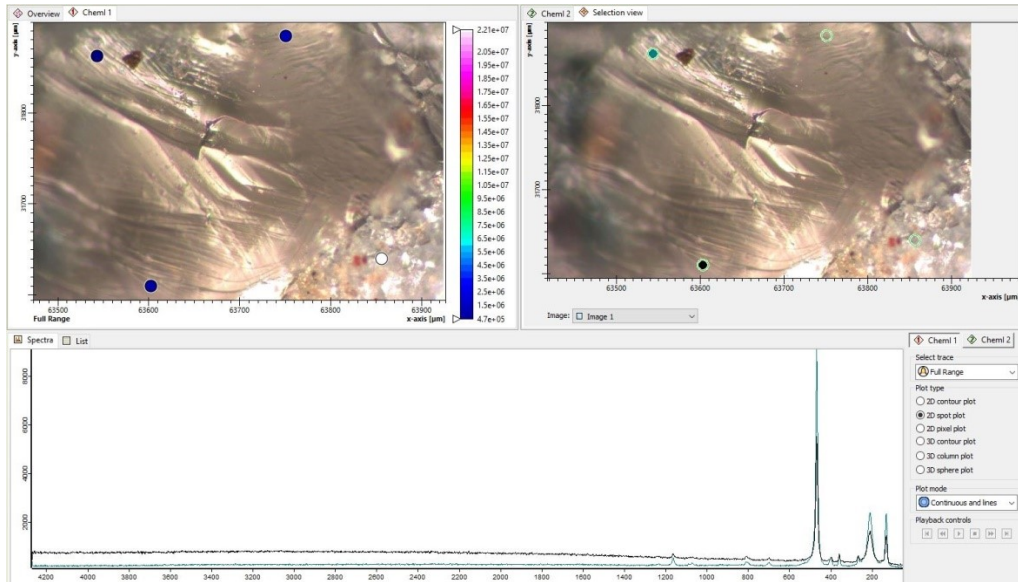 Overview Cheml 1
y-axis [µm]
31800
31700
63500 63600 63700 63800 63900
Full Range x-axis [µm]
2.21e+07
2.05e+07
1.95e+07
1.85e+07
1.75e+07
1.65e+07
1.55e+07
1.45e+07
1.35e+07
1.25e+07
1.15e+07
1.05e+07
9.5e+06
8.5e+06
7.5e+06
6.5e+06
5.5e+06
4.5e+06
3.5e+06
2.5e+06
1.5e+06
4.7e+05
Cheml 2 Selection view
y-axis [µm]
31800
31700
63500 63600 63700 63800 63900
x-axis [µm]
Image: Image 1
Spectra List
8000
6000
4000
2000
4200 4000 3800 3600 3400 3200 3000 2800 2600 2400 2200 2000 1800 1600 1400 1200 1000 800 600 400 200
Cheml 1 Cheml 2
Select trace
Full Range
Plot type
2D contour plot
2D spot plot
2D pixel plot
3D contour plot
3D column plot
3D sphere plot
Plot mode
Continuous and lines
Playback controls